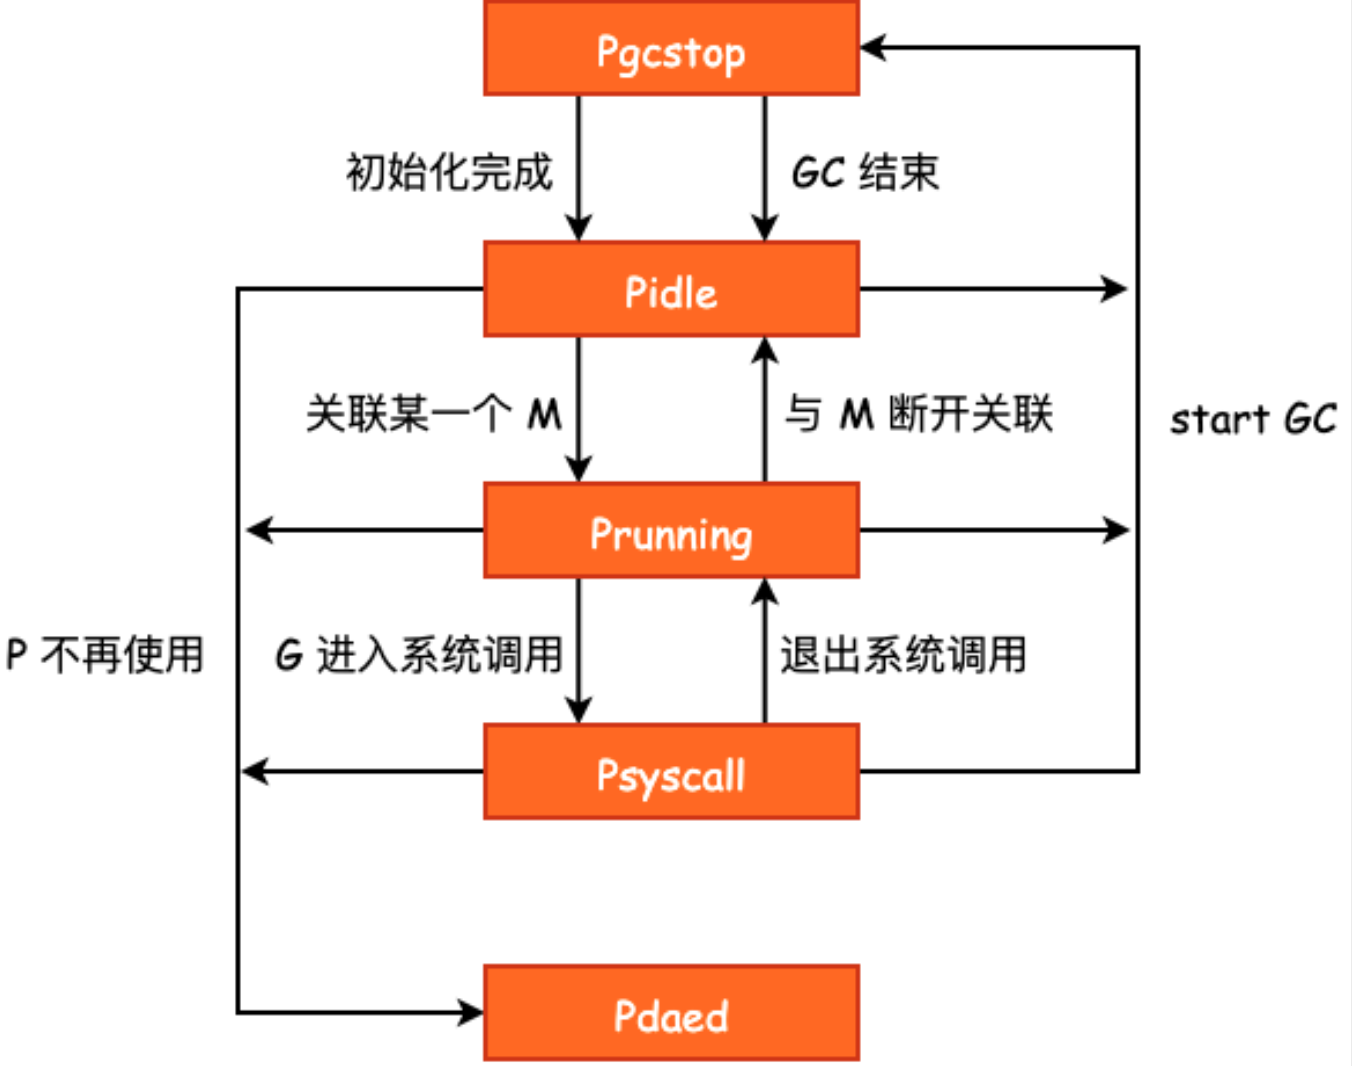 Pgcstop
初始化完成
GC 结束
Pidle
关联某一个 M
与 M 断开关联
start GC
Prunning
P 不再使用
G 进入系统调用
退出系统调用
Psyscall
Pdaed